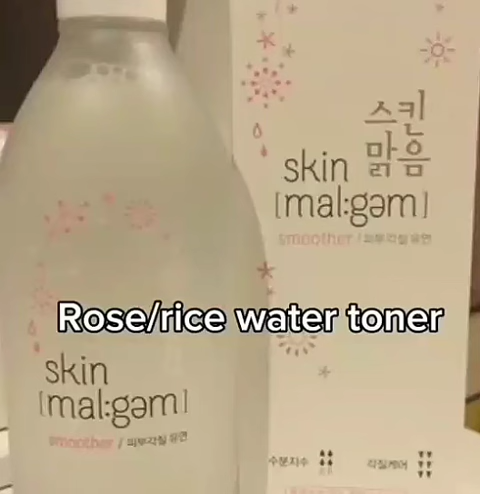 스킨
맑음
skin
[mal:gəm]
smoother / 피부각질 유연
Rose/rice water toner
skin
[mal:gəm]
smoother / 피부각질 유연
수분지수
각질케어